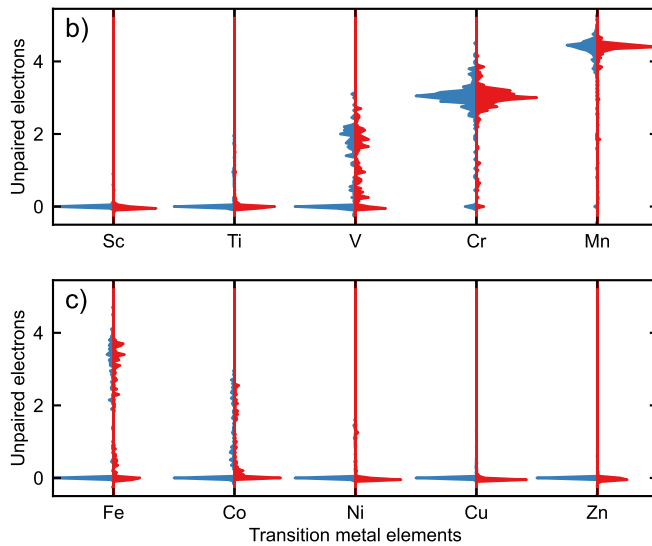 b)
Unpaired electrons
4
2
0
Sc Ti V Cr Mn
c)
Unpaired electrons
4
2
0
Fe Co Ni Cu Zn
Transition metal elements